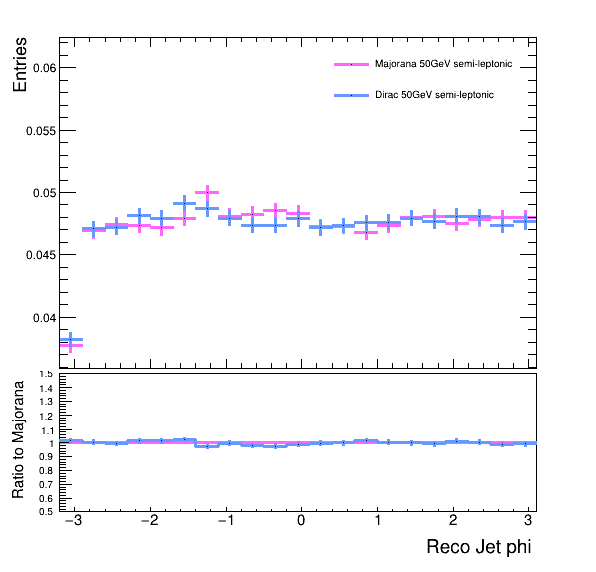 Entries
0.06
0.055
0.05
0.045
0.04
Majorana 50GeV semi-leptonic
Dirac 50GeV semi-leptonic
Ratio to Majorana
1.5
1.4
1.3
1.2
1.1
1
0.9
0.8
0.7
0.6
0.5
−3 −2 −1 0 1 2 3
Reco Jet phi